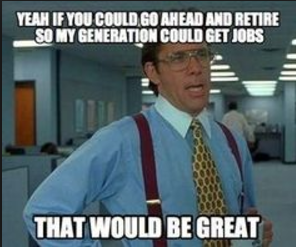 YEAH IF YOU COULD GO AHEAD AND RETIRE
SO MY GENERATION COULD GET JOBS
THAT WOULD BE GREAT